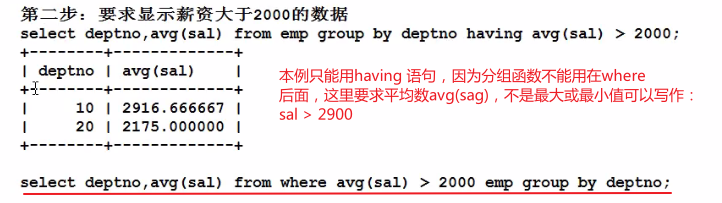 第二步：要求显示薪资大于2000的数据
select deptno,avg(sal) from emp group by deptno having avg(sal) > 2000;
+--------+-------------+
| deptno | avg(sal)    |
+--------+-------------+
|     10 | 2916.666667 |
|     20 | 2175.000000 |
+--------+-------------+
本例只能用having 语句，因为分组函数不能用在where
后面，这里要求平均数avg(sag)，不是最大或最小值可以写作：
sal > 2900
select deptno,avg(sal) from where avg(sal) > 2000 emp group by deptno;